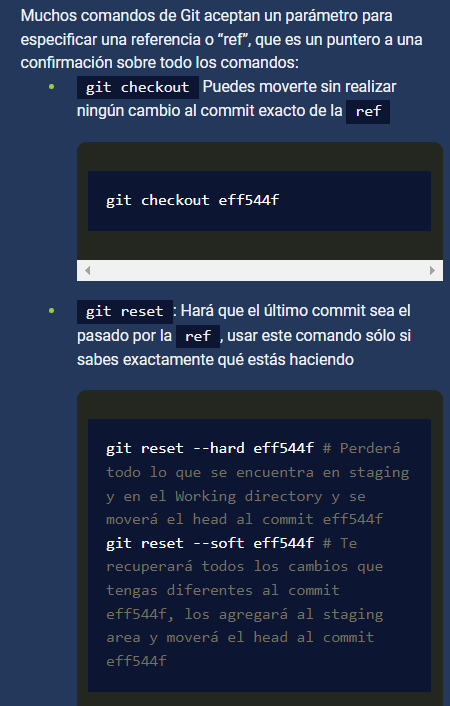 Muchos comandos de Git aceptan un parámetro para
especificar una referencia o “ref”, que es un puntero a una
confirmación sobre todo los comandos:
git checkout Puedes moverte sin realizar
ningún cambio al commit exacto de la ref
git checkout eff544f
git reset: Hará que el último commit sea el
pasado por la ref, usar este comando sólo si
sabes exactamente qué estás haciendo
git reset --hard eff544f # Perderá
todo lo que se encuentra en staging
y en el Working directory y se
moverá el head al commit eff544f
git reset --soft eff544f # Te
recuperará todos los cambios que
tengas diferentes al commit
eff544f, los agregará al staging
area y moverá el head al commit
eff544f